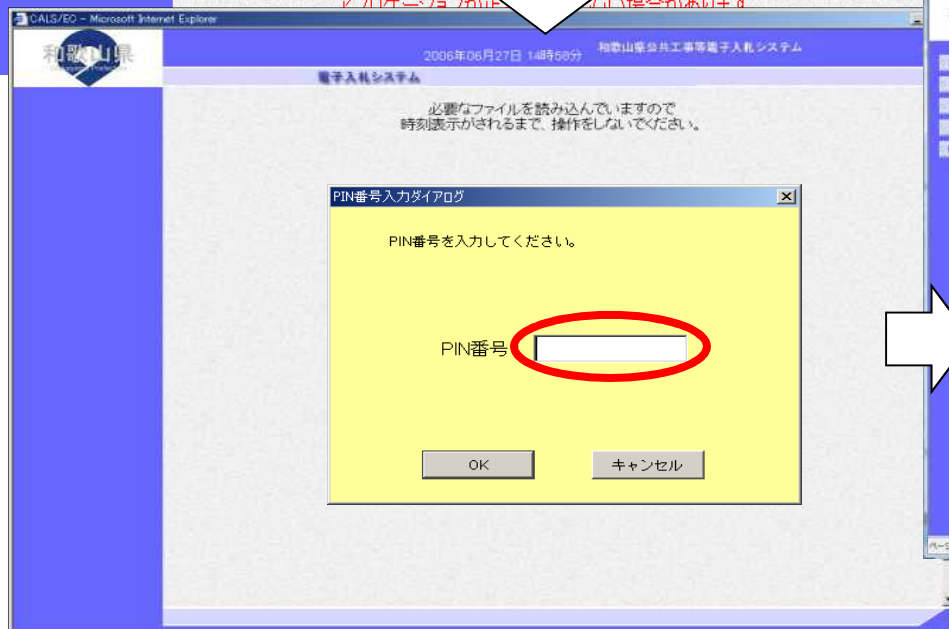 CALS/EC - Microsoft Internet Explorer
和歌山県
2006年06月27日 14時58分
和歌山県公共工事等電子入札システム
電子入札システム
必要なファイルを読み込んでいますので
時刻表示がされるまで、操作をしないでください。
PIN番号入力ダイアログ
PIN番号を入力してください。
PIN番号
OK
キャンセル